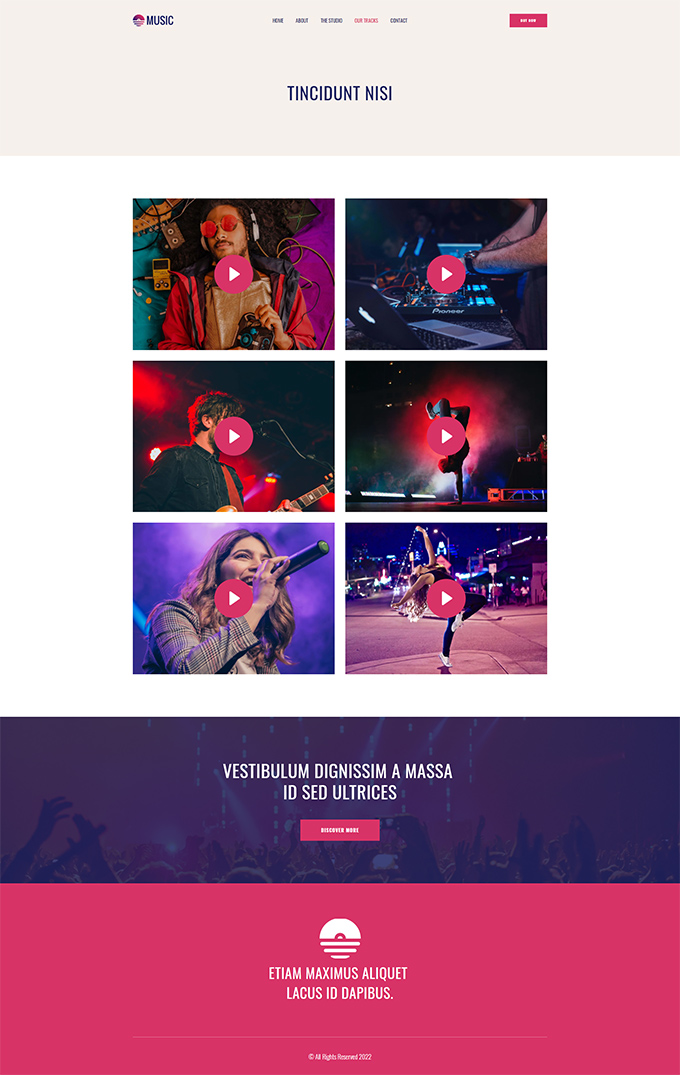 MUSIC
HOME ABOUT THE STUDIO OUR TRACKS CONTACT
BUY NOW
TINCIDUNT NISI
Pioneer
VESTIBULUM DIGNISSIM A MASSA
ID SED ULTRICES
DISCOVER MORE
ETIAM MAXIMUS ALIQUET
LACUS ID DAPIBUS.
© All Rights Reserved 2022